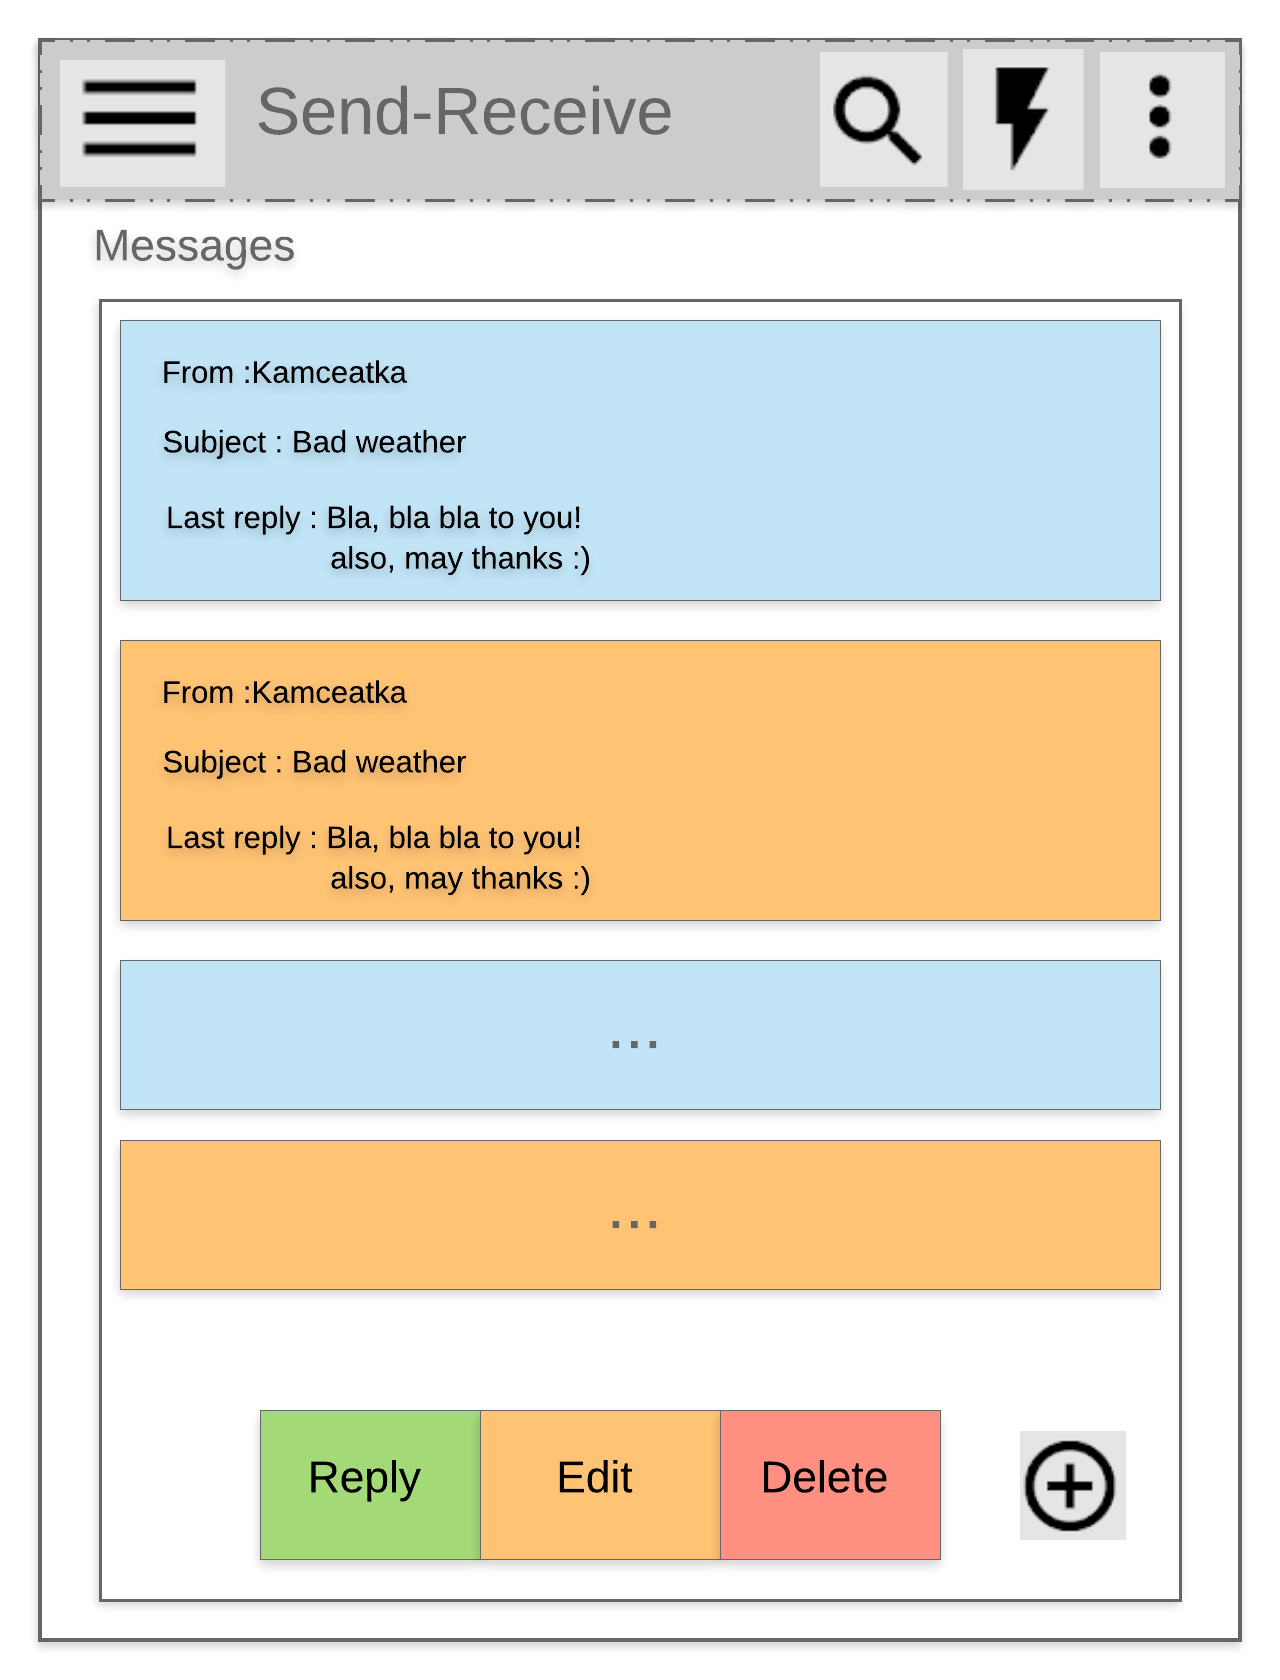 Send-Receive
Messages
From :Kamceatka
Subject : Bad weather
Last reply : Bla, bla bla to you!
also, may thanks :)
From :Kamceatka
Subject : Bad weather
Last reply : Bla, bla bla to you!
also, may thanks :)
...
...
Reply Edit Delete